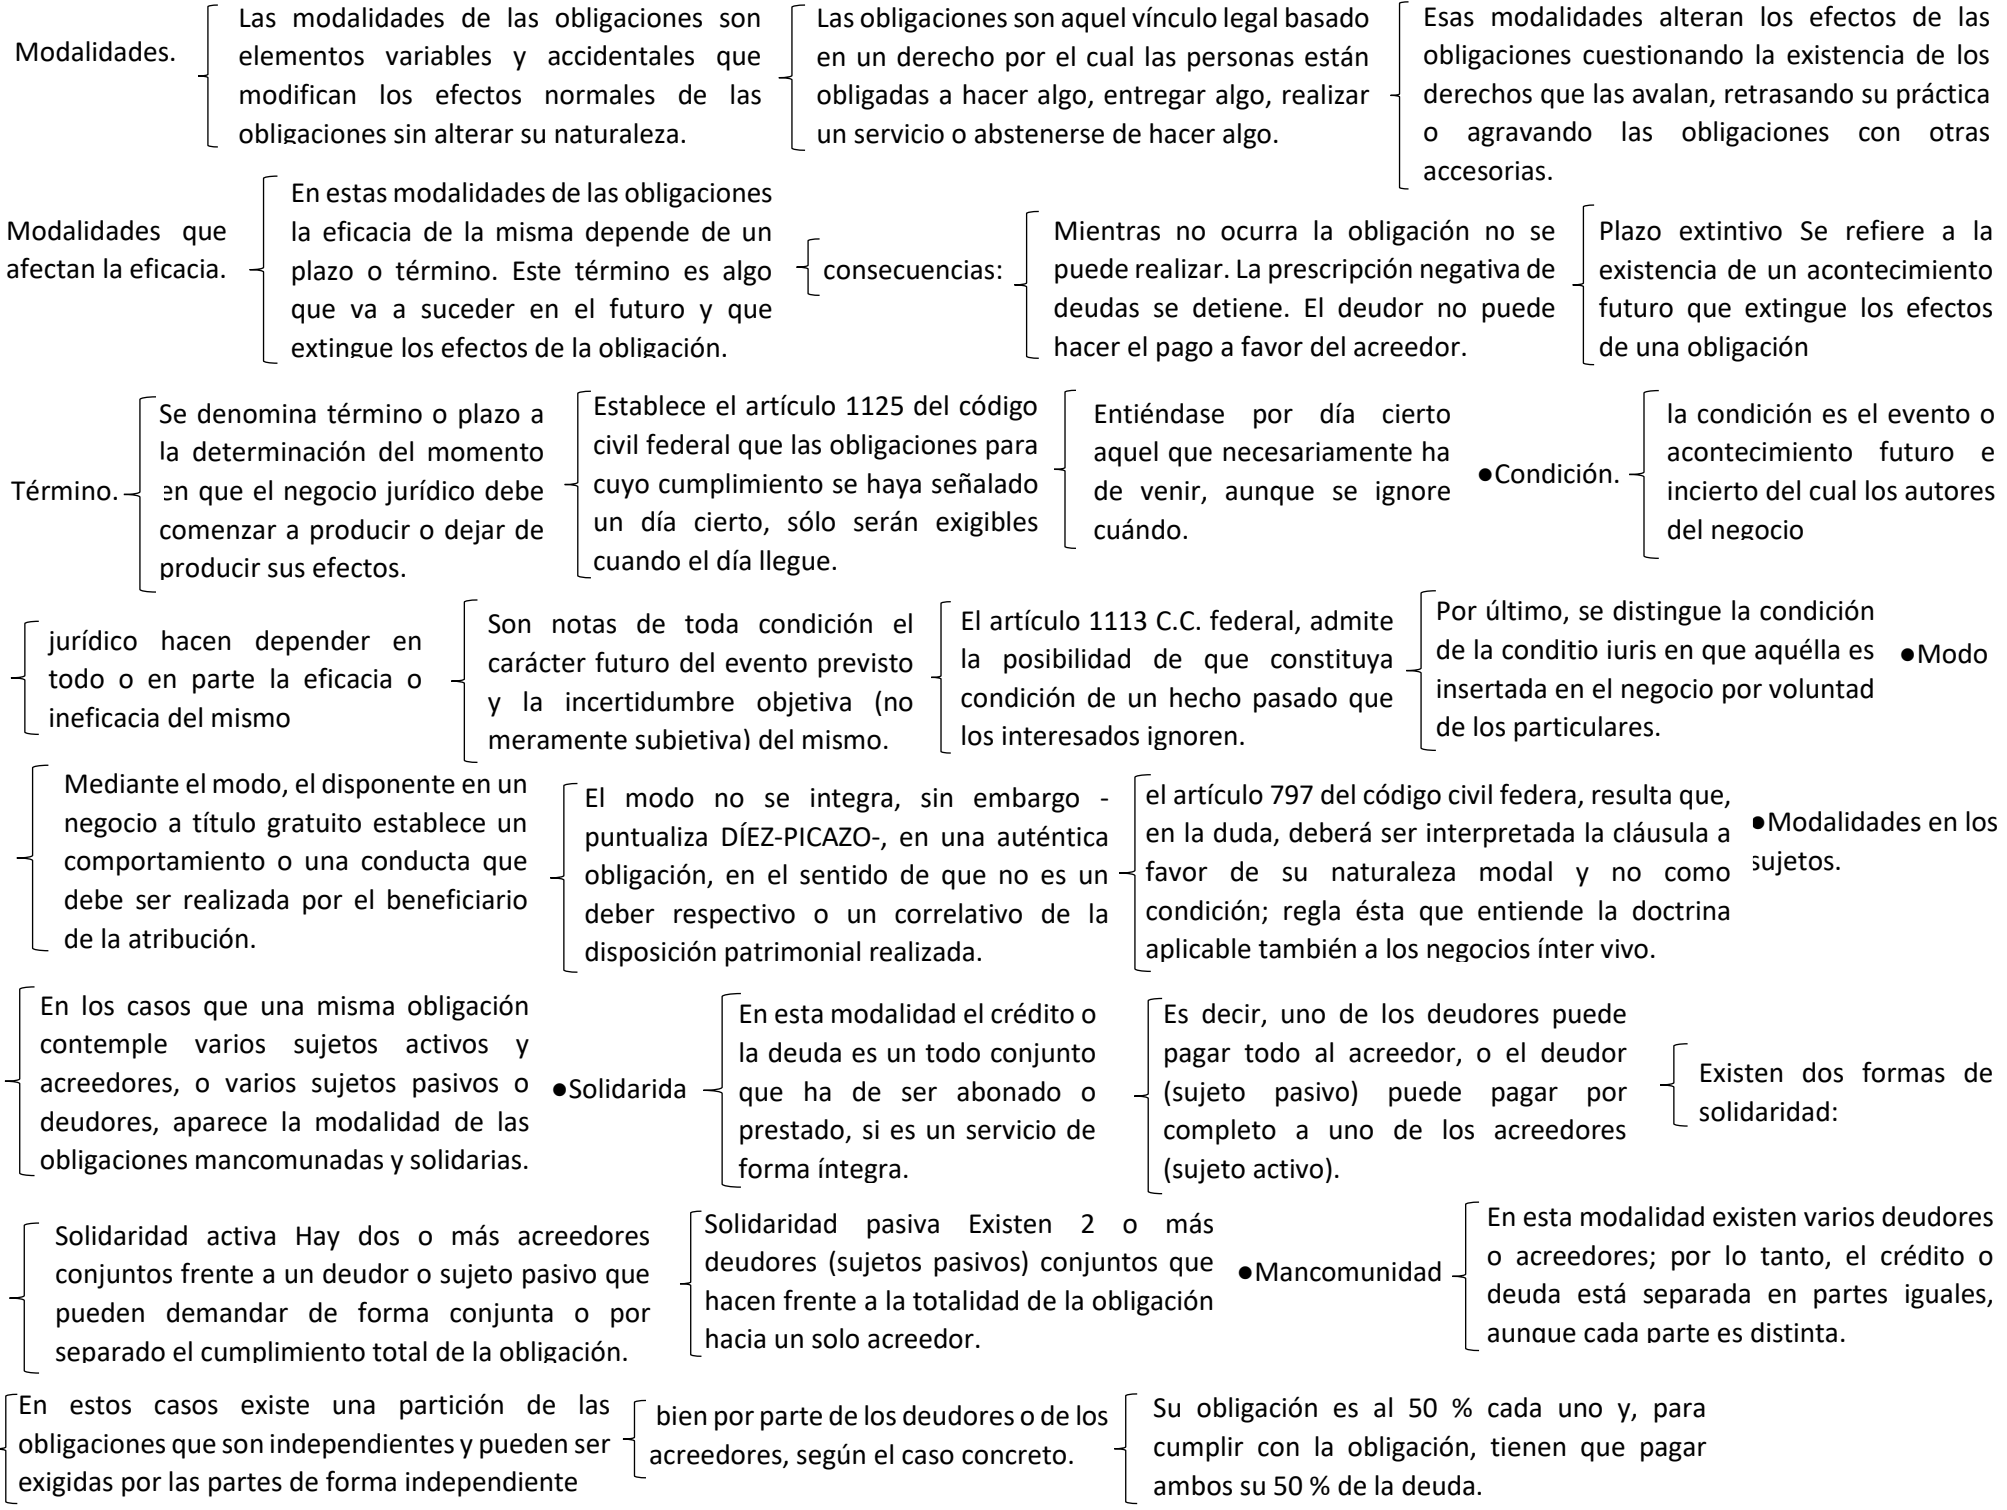 Modalidades.
Las modalidades de las obligaciones son
elementos variables y accidentales que
modifican los efectos normales de las
obligaciones sin alterar su naturaleza.
Las obligaciones son aquel vínculo legal basado
en un derecho por el cual las personas están
obligadas a hacer algo, entregar algo, realizar
un servicio o abstenerse de hacer algo.
Esas modalidades alteran los efectos de las
obligaciones cuestionando la existencia de los
derechos que las avalan, retrasando su práctica
o agravando las obligaciones con otras
accesorias.
Modalidades que
afectan la eficacia.
En estas modalidades de las obligaciones
la eficacia de la misma depende de un
plazo o término. Este término es algo
que va a suceder en el futuro y que
extingue los efectos de la obligación.
consecuencias:
Mientras no ocurra la obligación no se
puede realizar. La prescripción negativa de
deudas se detiene. El deudor no puede
hacer el pago a favor del acreedor.
Plazo extintivo Se refiere a la
existencia de un acontecimiento
futuro que extingue los efectos
de una obligación
Término.
Se denomina término o plazo a
la determinación del momento
en que el negocio jurídico debe
comenzar a producir o dejar de
producir sus efectos.
Establece el artículo 1125 del código
civil federal que las obligaciones para
cuyo cumplimiento se haya señalado
un día cierto, sólo serán exigibles
cuando el día llegue.
Entiéndase por día cierto
aquel que necesariamente ha
de venir, aunque se ignore
cuándo.
●Condición.
la condición es el evento o
acontecimiento futuro e
incierto del cual los autores
del negocio
jurídico hacen depender en
todo o en parte la eficacia o
ineficacia del mismo
Son notas de toda condición el
carácter futuro del evento previsto
y la incertidumbre objetiva (no
meramente subjetiva) del mismo.
El artículo 1113 C.C. federal, admite
la posibilidad de que constituya
condición de un hecho pasado que
los interesados ignoren.
Por último, se distingue la condición
de la conditio iuris en que aquélla es
insertada en el negocio por voluntad
de los particulares.
●Modo
Mediante el modo, el disponente en un
negocio a título gratuito establece un
comportamiento o una conducta que
debe ser realizada por el beneficiario
de la atribución.
El modo no se integra, sin embargo -
puntualiza DÍEZ-PICAZO-, en una auténtica
obligación, en el sentido de que no es un
deber respectivo o un correlativo de la
disposición patrimonial realizada.
el artículo 797 del código civil federa, resulta que,
en la duda, deberá ser interpretada la cláusula a
favor de su naturaleza modal y no como
condición; regla ésta que entiende la doctrina
aplicable también a los negocios ínter vivo.
●Modalidades en los
sujetos.
En los casos que una misma obligación
contemple varios sujetos activos y
acreedores, o varios sujetos pasivos o
deudores, aparece la modalidad de las
obligaciones mancomunadas y solidarias.
●Solidarida
En esta modalidad el crédito o
la deuda es un todo conjunto
que ha de ser abonado o
prestado, si es un servicio de
forma íntegra.
Es decir, uno de los deudores puede
pagar todo al acreedor, o el deudor
(sujeto pasivo) puede pagar por
completo a uno de los acreedores
(sujeto activo).
Existen dos formas de
solidaridad:
Solidaridad activa Hay dos o más acreedores
conjuntos frente a un deudor o sujeto pasivo que
pueden demandar de forma conjunta o por
separado el cumplimiento total de la obligación.
Solidaridad pasiva Existen 2 o más
deudores (sujetos pasivos) conjuntos que
hacen frente a la totalidad de la obligación
hacia un solo acreedor.
●Mancomunidad
En esta modalidad existen varios deudores
o acreedores; por lo tanto, el crédito o
deuda está separada en partes iguales,
aunque cada parte es distinta.
En estos casos existe una partición de las
obligaciones que son independientes y pueden ser
exigidas por las partes de forma independiente
bien por parte de los deudores o de los
acreedores, según el caso concreto.
Su obligación es al 50 % cada uno y, para
cumplir con la obligación, tienen que pagar
ambos su 50 % de la deuda.